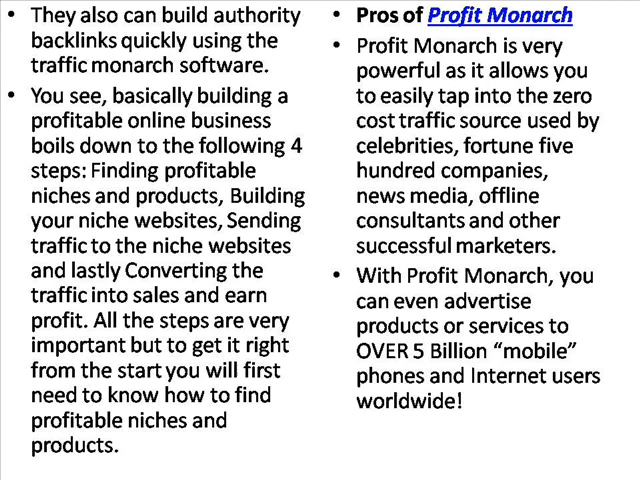 • They also can build authority
backlinks quickly using the
traffic monarch software.
• You see, basically building a
profitable online business
boils down to the following 4
steps: Finding profitable
niches and products, Building
your niche websites, Sending
traffic to the niche websites
and lastly Converting the
traffic into sales and earn
profit. All the steps are very
important but to get it right
from the start you will first
need to know how to find
profitable niches and
products.
• Pros of Profit Monarch
• Profit Monarch is very
powerful as it allows you
to easily tap into the zero
cost traffic source used by
celebrities, fortune five
hundred companies,
news media, offline
consultants and other
successful marketers.
• With Profit Monarch, you
can even advertise
products or services to
OVER 5 Billion “mobile”
phones and Internet users
worldwide!